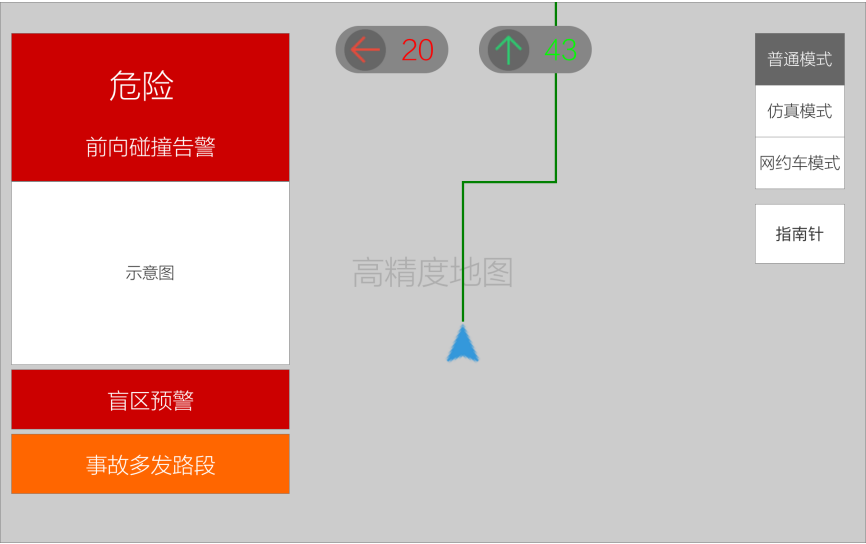 危险
前向碰撞告警
示意图
盲区预警
事故多发路段
20
43
高精度地图
普通模式
仿真模式
网约车模式
指南针